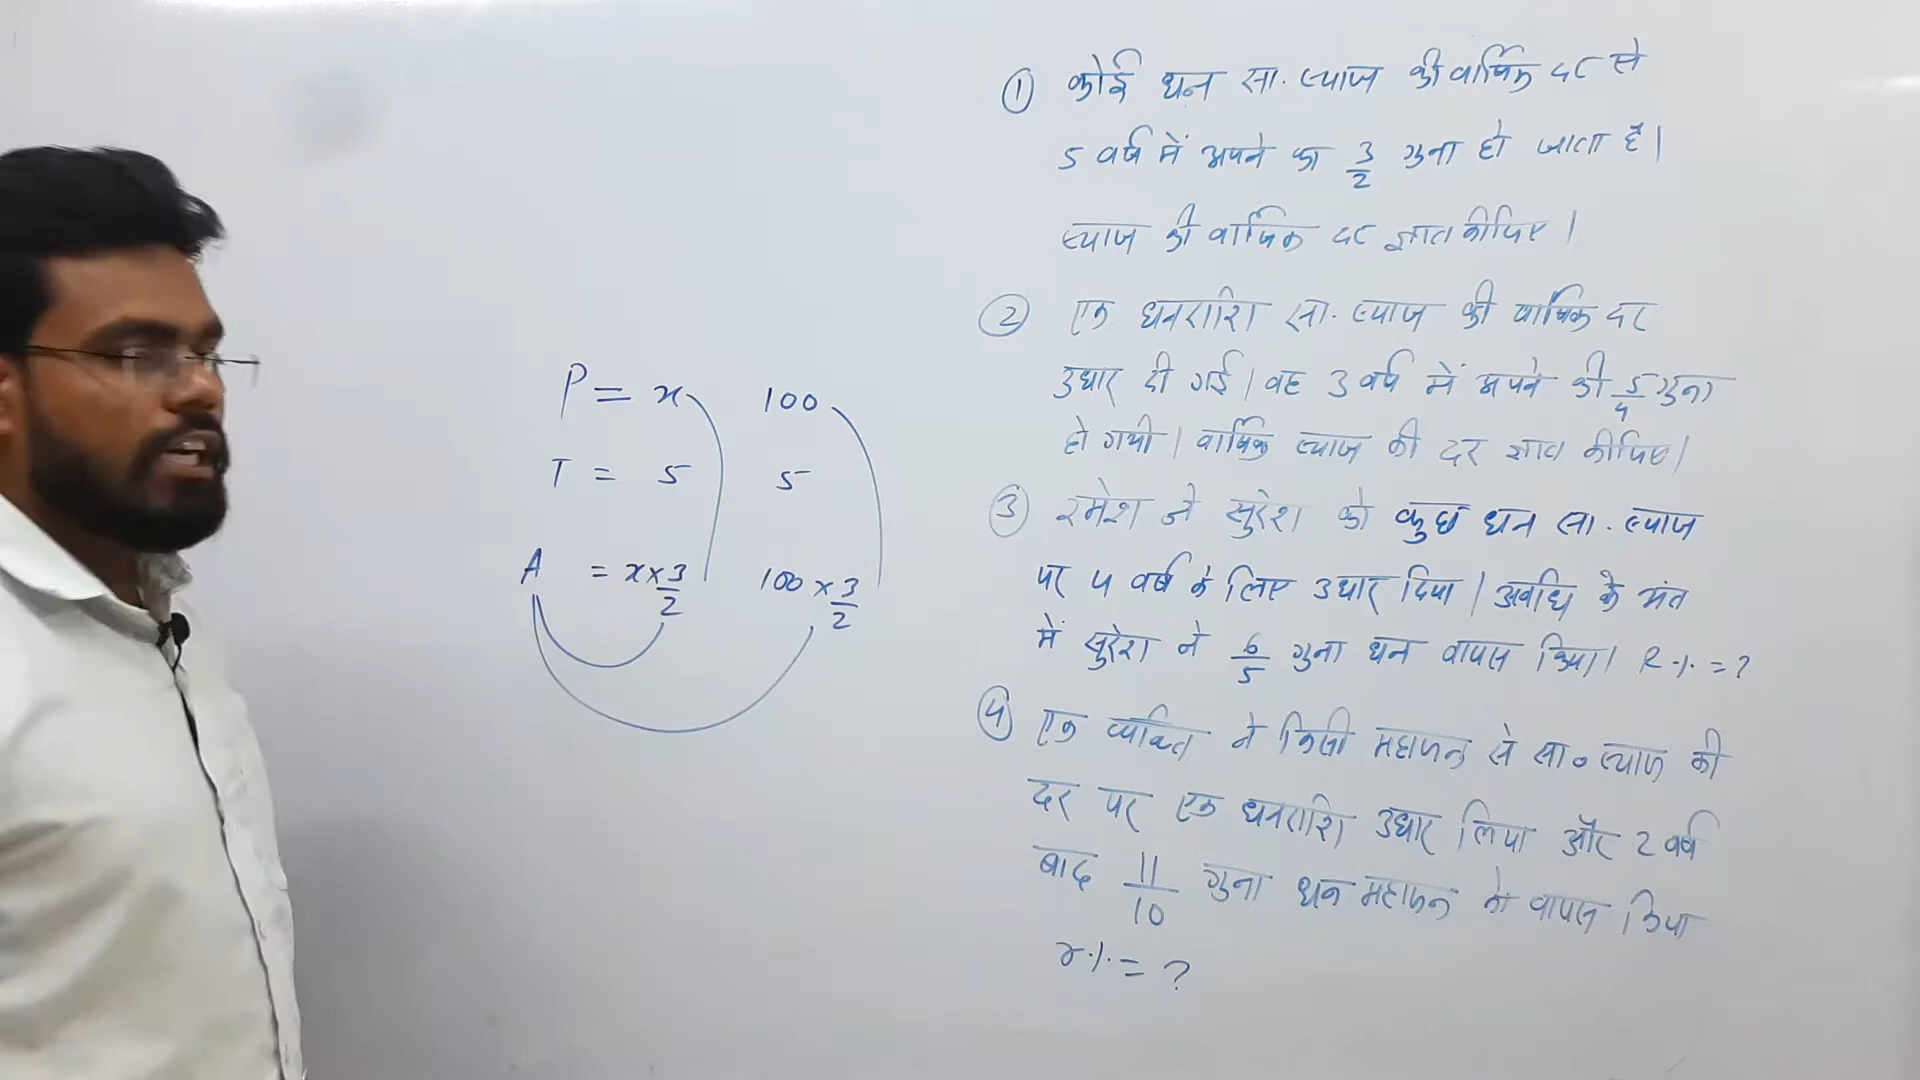 P = x 100
T = 5 5
A = x × 3/2 100 × 3/2
① कोई धन सा. ब्याज की वार्षिक दर से
5 वर्ष में अपने का 3/2 गुना हो जाता है।
ब्याज की वार्षिक दर ज्ञात कीजिए।
② एक धनराशि सा. ब्याज की वार्षिक दर
उधार दी गई। वह 3 वर्ष में अपने की 5/4 गुना
हो गयी। वार्षिक ब्याज की दर ज्ञात कीजिए।
③ रमेश ने सुरेश को कुछ धन सा. ब्याज
पर 4 वर्ष के लिए उधार दिया। अवधि के अंत
में सुरेश ने 6/5 गुना धन वापस किया। R % = ?
④ एक व्यक्ति ने किसी महाजन से सा॰ ब्याज की
दर पर एक धनराशि उधार लिया और 2 वर्ष
बाद 11/10 गुना धन महाजन को वापस किया
r % = ?